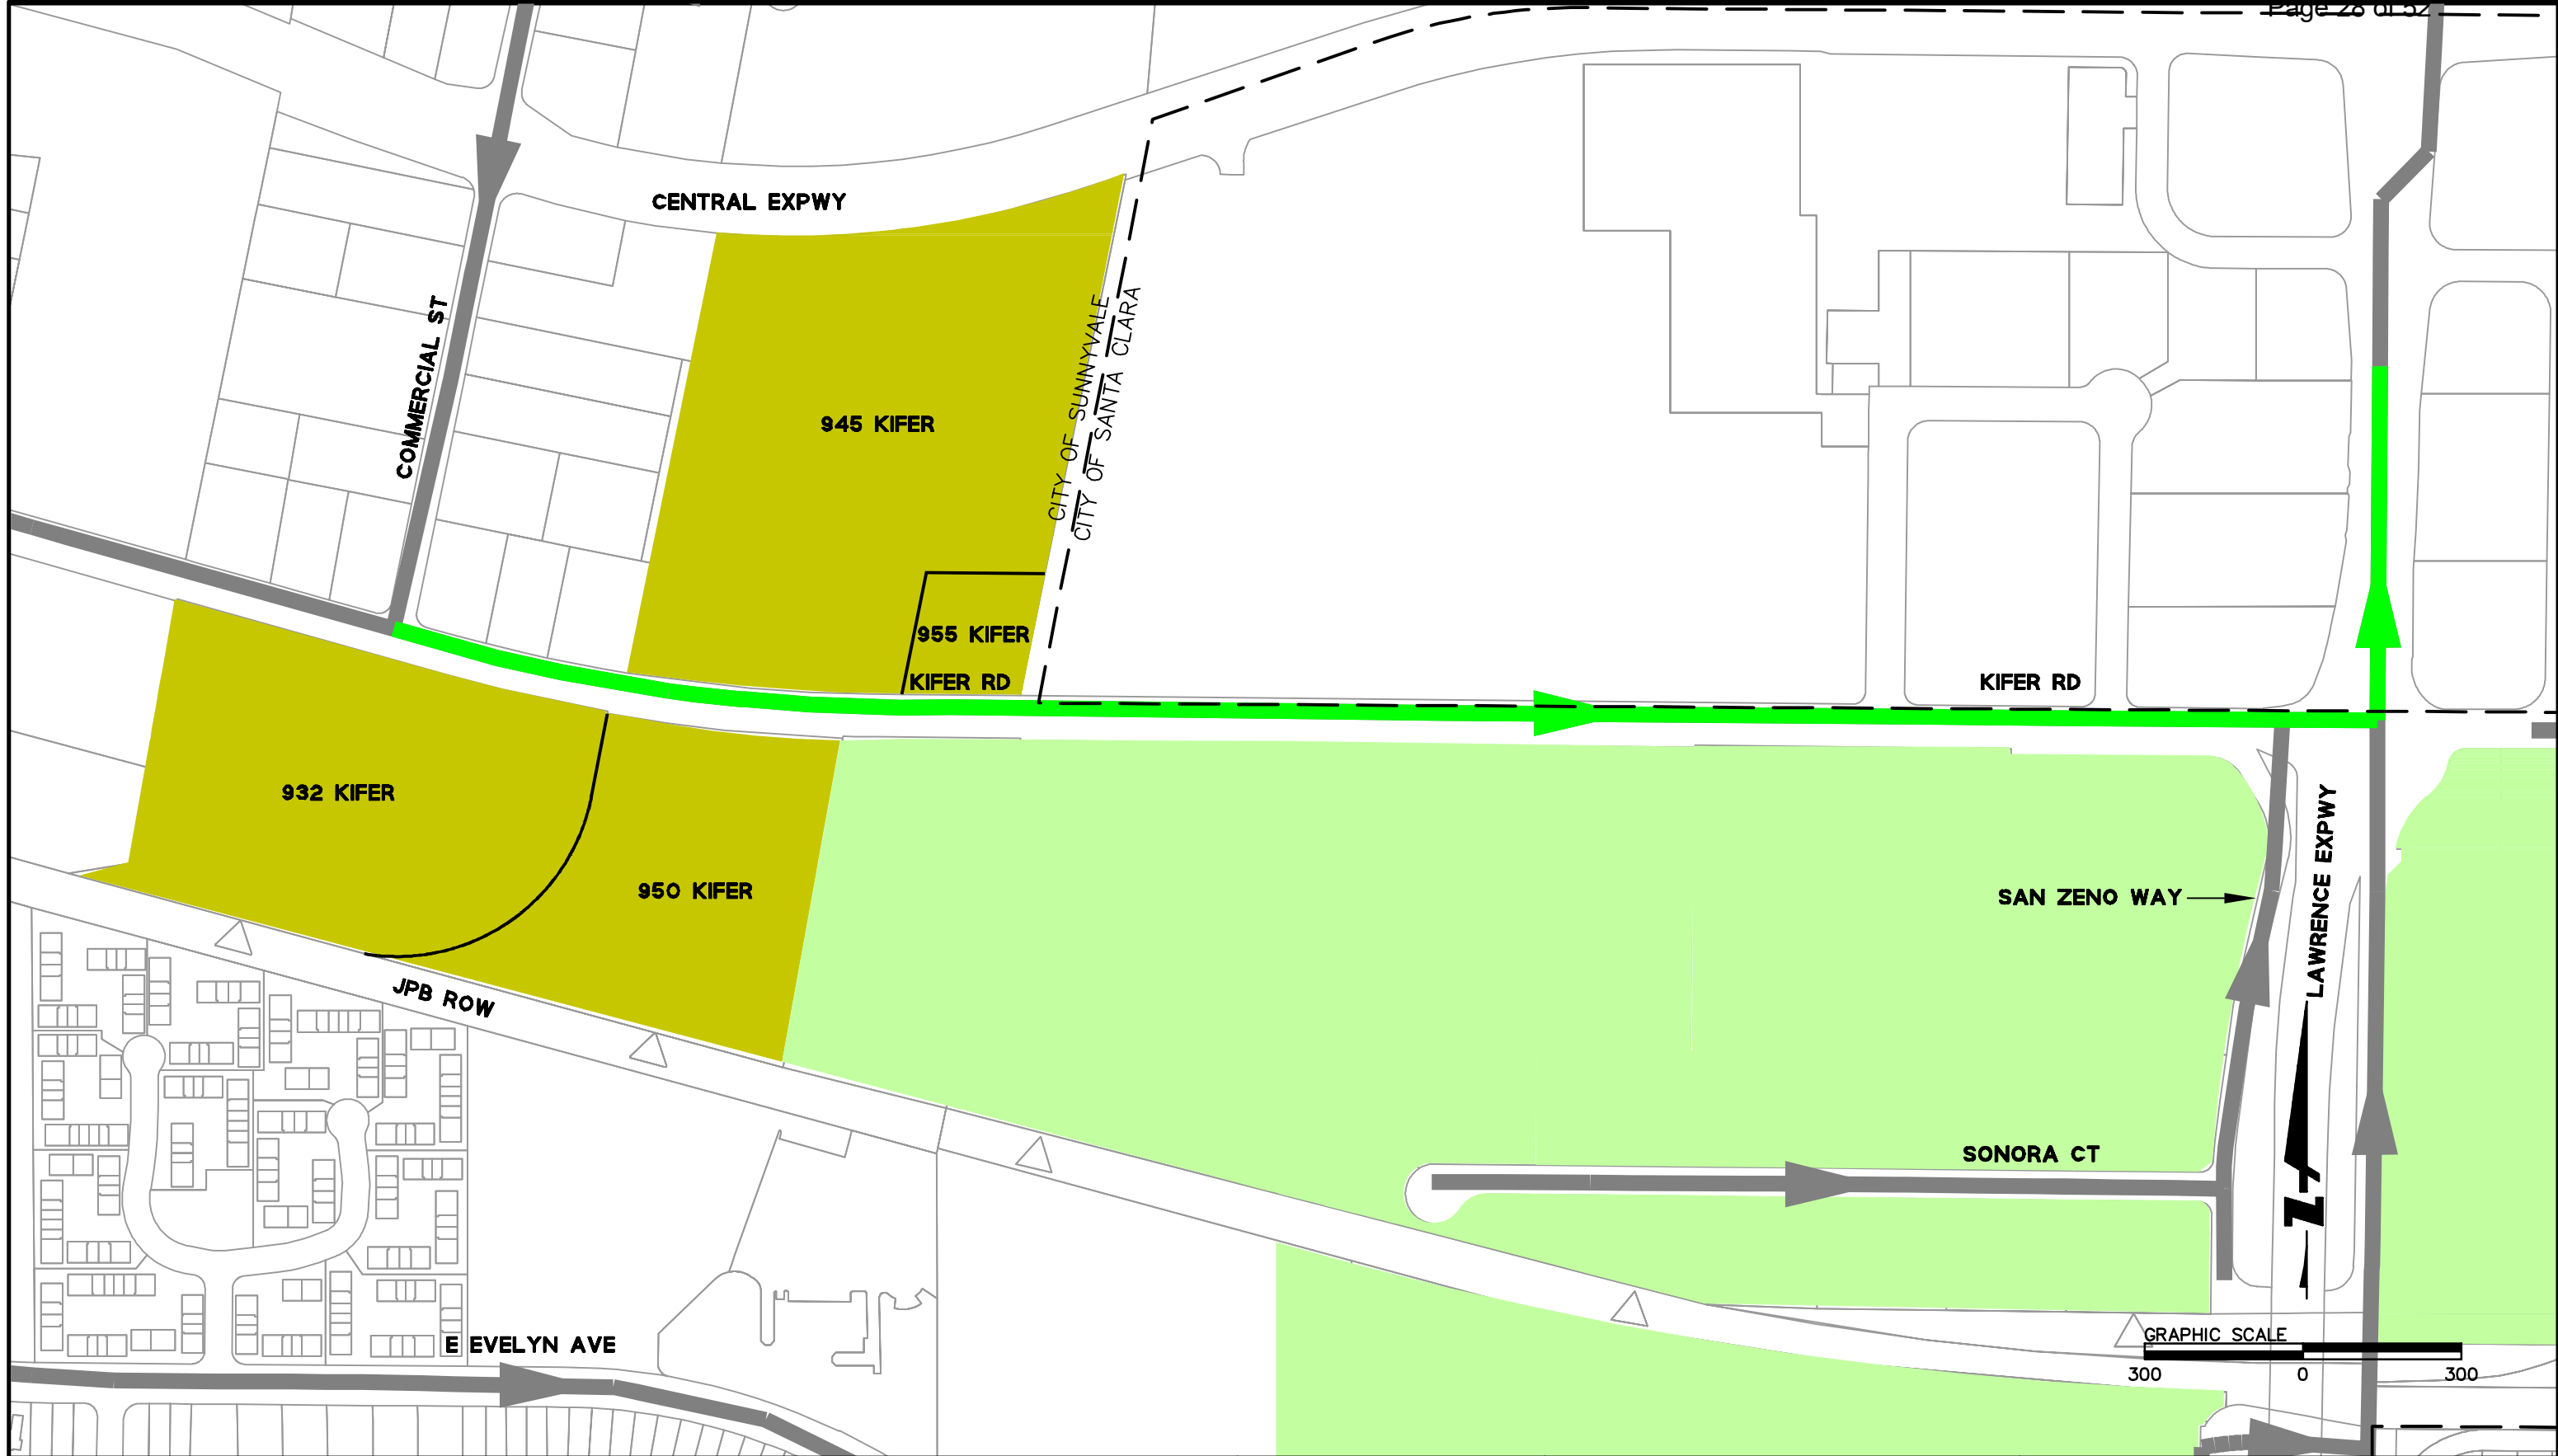 Page 28 of 52
CENTRAL EXPWY
COMMERCIAL ST
CITY OF SUNNYVALE
CITY OF SANTA CLARA
945 KIFER
955 KIFER
KIFER RD
KIFER RD
932 KIFER
950 KIFER
SAN ZENO WAY
LAWRENCE EXPWY
JPB ROW
SONORA CT
Z
E EVELYN AVE
GRAPHIC SCALE
300 0 300